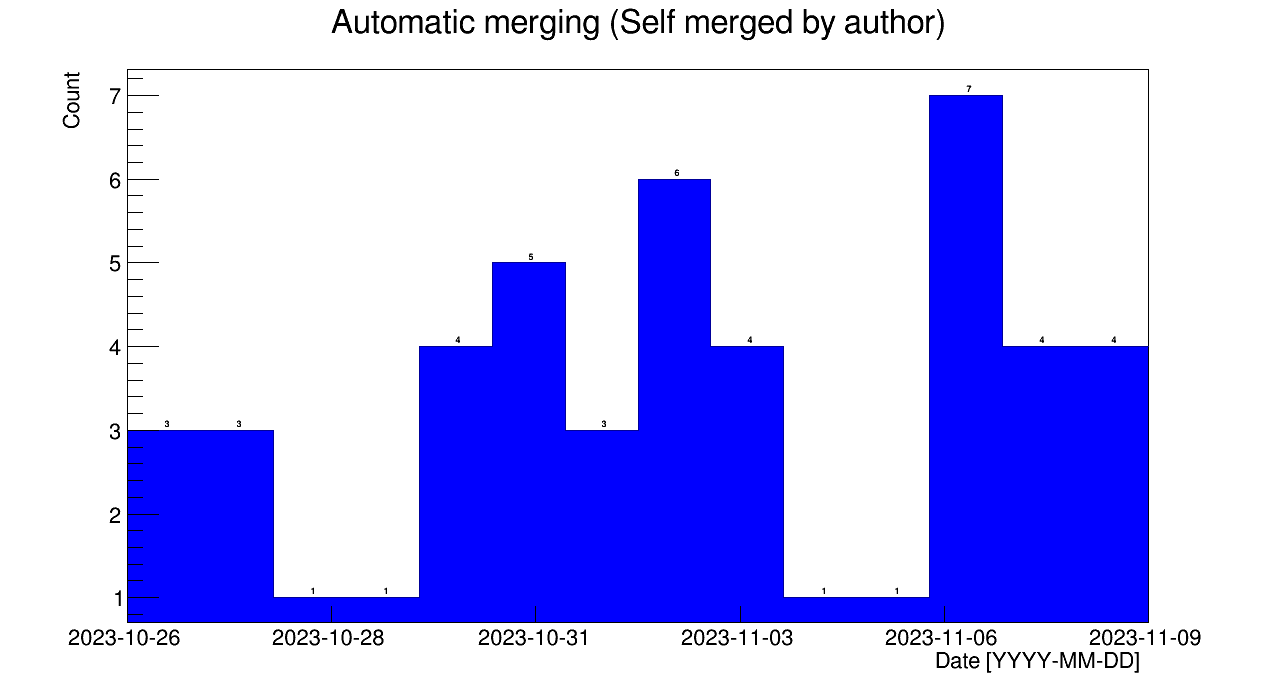 Automatic merging (Self merged by author)
Count
7
6
5
4
3
2
1
3 3 1 1 4 5 3 6 4 1 1 7 4 4
2023-10-26 2023-10-28 2023-10-31 2023-11-03 2023-11-06 2023-11-09
Date [YYYY-MM-DD]